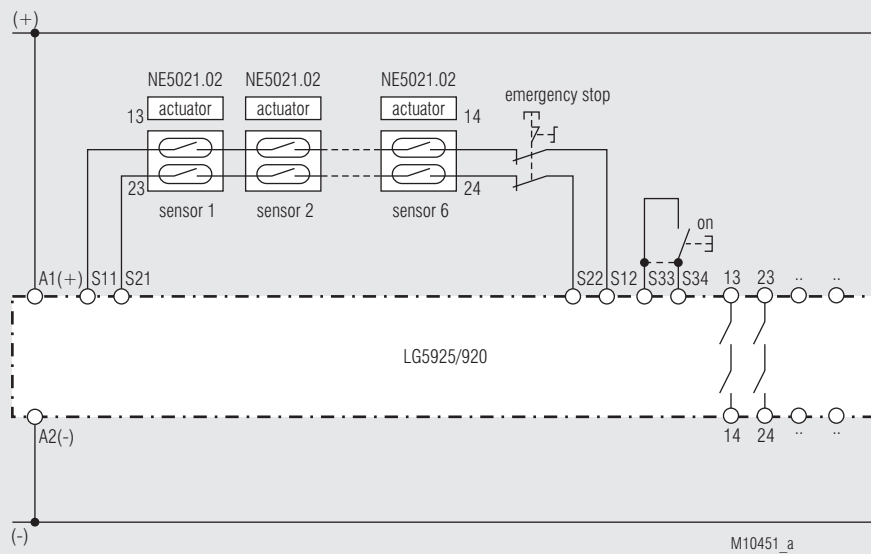 (+)
NE5021.02 NE5021.02 NE5021.02
emergency stop
13 actuator actuator actuator 14
23 24
sensor 1 sensor 2 sensor 6
on
A1(+) S11 S21 S22 S12 S33 S34 13 23 .. ..
LG5925/920
A2(-) 14 24 .. ..
(-)
M10451_a